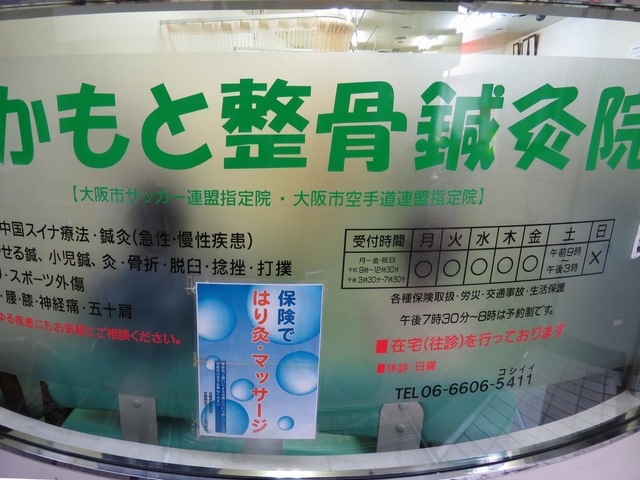 かもと整骨鍼灸院
【大阪市サッカー連盟指定院・大阪市空手道連盟指定院】
中国スイナ療法・鍼灸(急性・慢性疾患)
せる鍼、小児鍼、灸・骨折・脱臼・捻挫・打撲
・スポーツ外傷
・腰・膝・神経痛・五十肩
ゆる疾患にもお気軽にご相談ください。
受付時間 月 火 水 木 金 土 日
月〜金・祝日
午前9時〜12時30分
午後3時30分〜7時30分
○ ○ ○ ○ ○ 午前9時〜午後3時 ×
各種保険取扱・労災・交通事故・生活保護
午後7時30分〜8時は予約制です。
■在宅(往診)を行っております
■休診 日曜
コシイイ
TEL06-6606-5411
保険で
はり灸・マッサージ